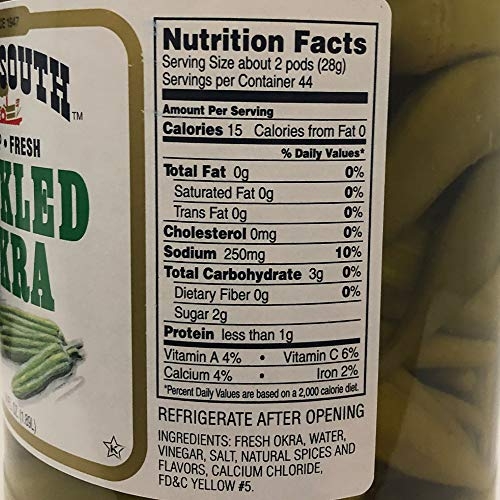 CE 1947
SOUTH
TM
P • FRESH
KLED
KRA
(1.89L)
K
Nutrition Facts
Serving Size about 2 pods (28g)
Servings per Container 44
Amount Per Serving
Calories 15 Calories from Fat 0
% Daily Values*
Total Fat 0g 0%
Saturated Fat 0g 0%
Trans Fat 0g 0%
Cholesterol 0mg 0%
Sodium 250mg 10%
Total Carbohydrate 3g 0%
Dietary Fiber 0g 0%
Sugar 2g
Protein less than 1g
Vitamin A 4% • Vitamin C 6%
Calcium 4% • Iron 2%
*Percent Daily Values are based on a 2,000 calorie diet.
REFRIGERATE AFTER OPENING
INGREDIENTS: FRESH OKRA, WATER,
VINEGAR, SALT, NATURAL SPICES AND
FLAVORS, CALCIUM CHLORIDE,
FD&C YELLOW #5.